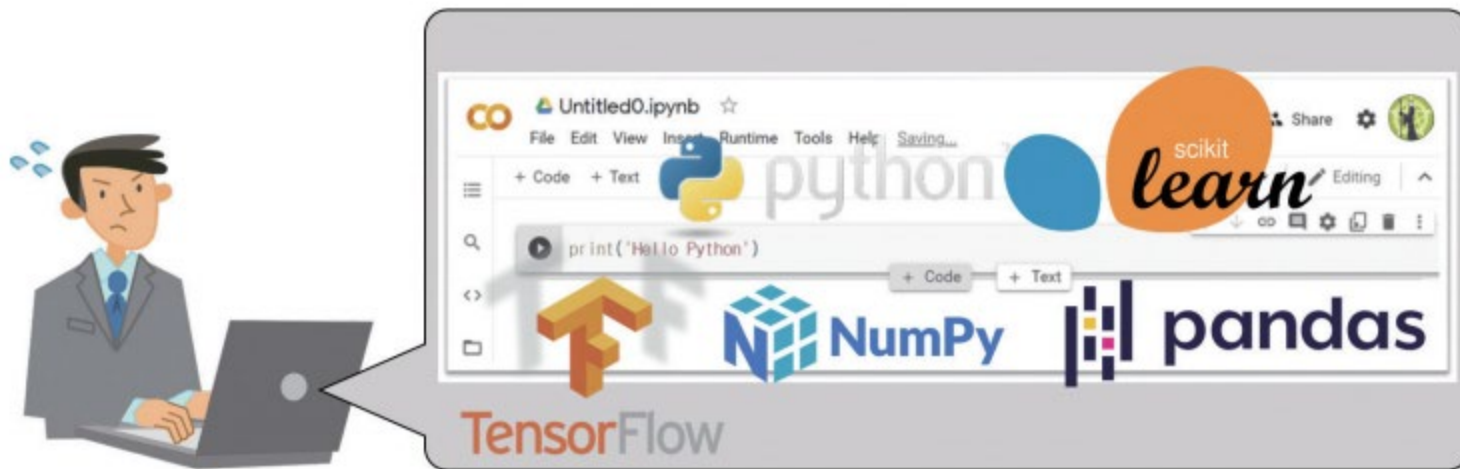 CO Untitled0.ipynb
File Edit View Insert Runtime Tools Help Saving...
Share
+ Code + Text
python
scikit
learn
Editing
print('Hello Python')
+ Code + Text
TensorFlow
NumPy
pandas